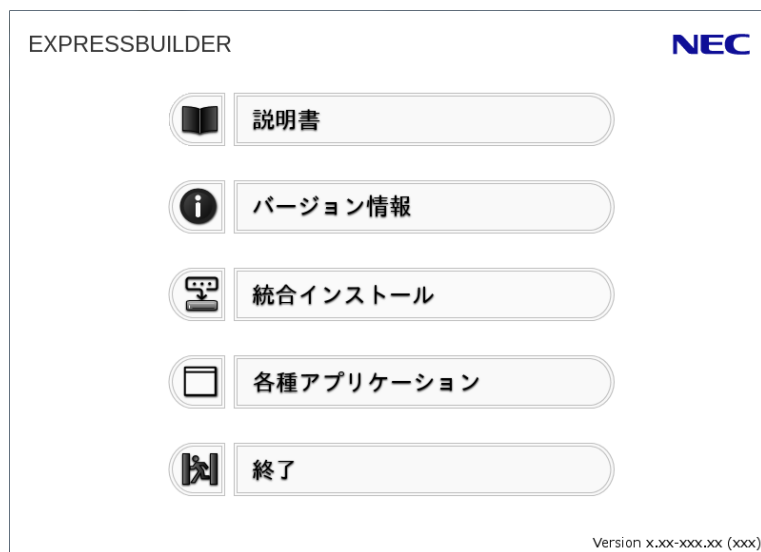 EXPRESSBUILDER
NEC
説明書
バージョン情報
統合インストール
各種アプリケーション
終了
Version x.xx-xxx.xx (xxx)